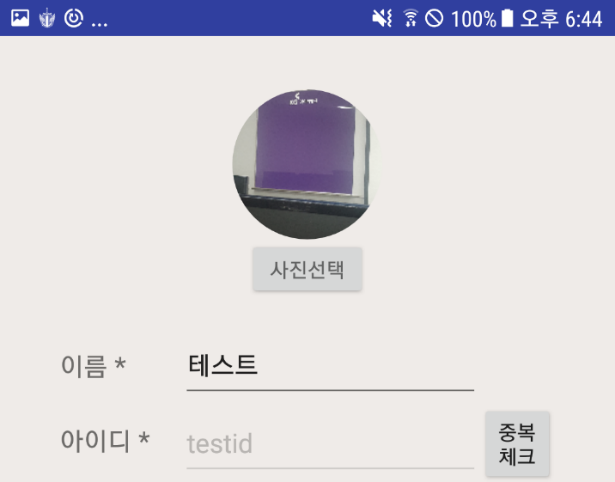 ... 100% 오후 6:44
사진선택
이름 * 테스트
아이디 * testid
중복
체크